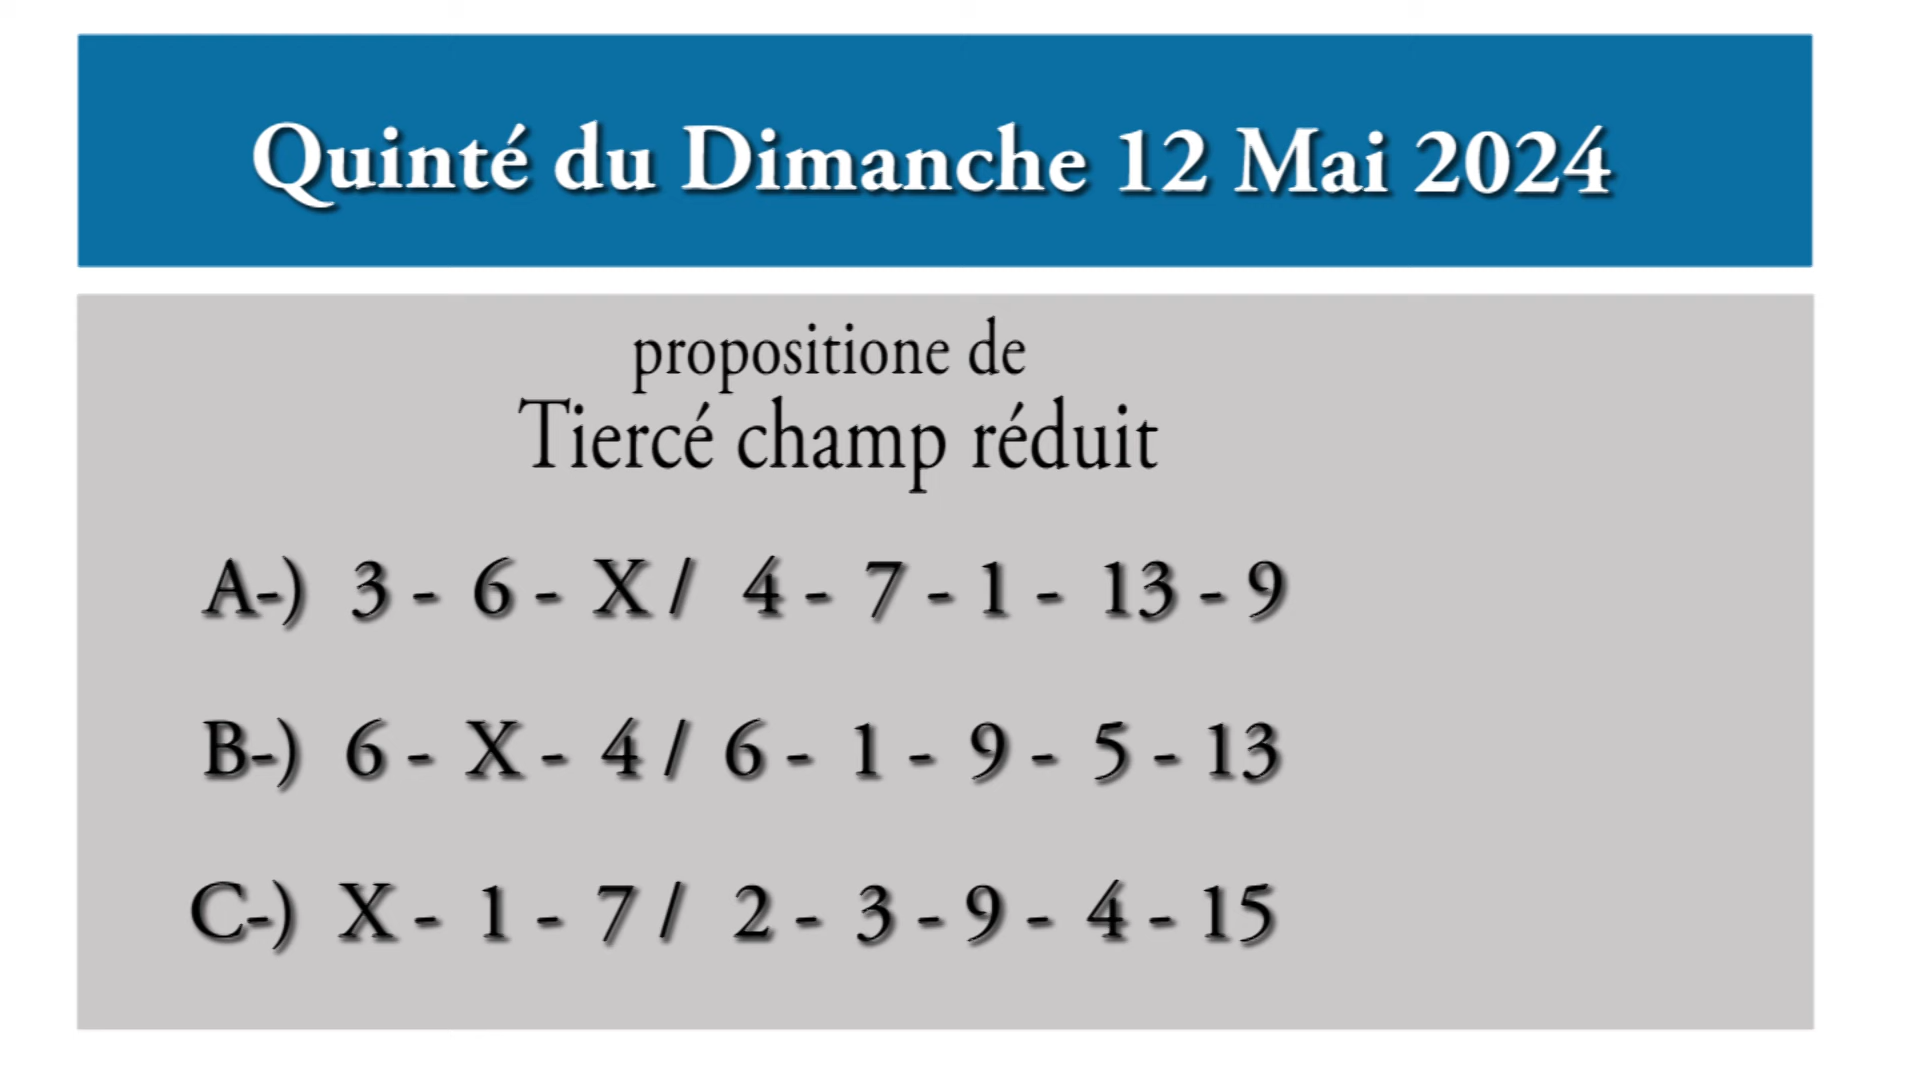 Quinté du Dimanche 12 Mai 2024
propositione de
Tiercé champ réduit
A-) 3 - 6 - X / 4 - 7 - 1 - 13 - 9
B-) 6 - X - 4 / 6 - 1 - 9 - 5 - 13
C-) X - 1 - 7 / 2 - 3 - 9 - 4 - 15